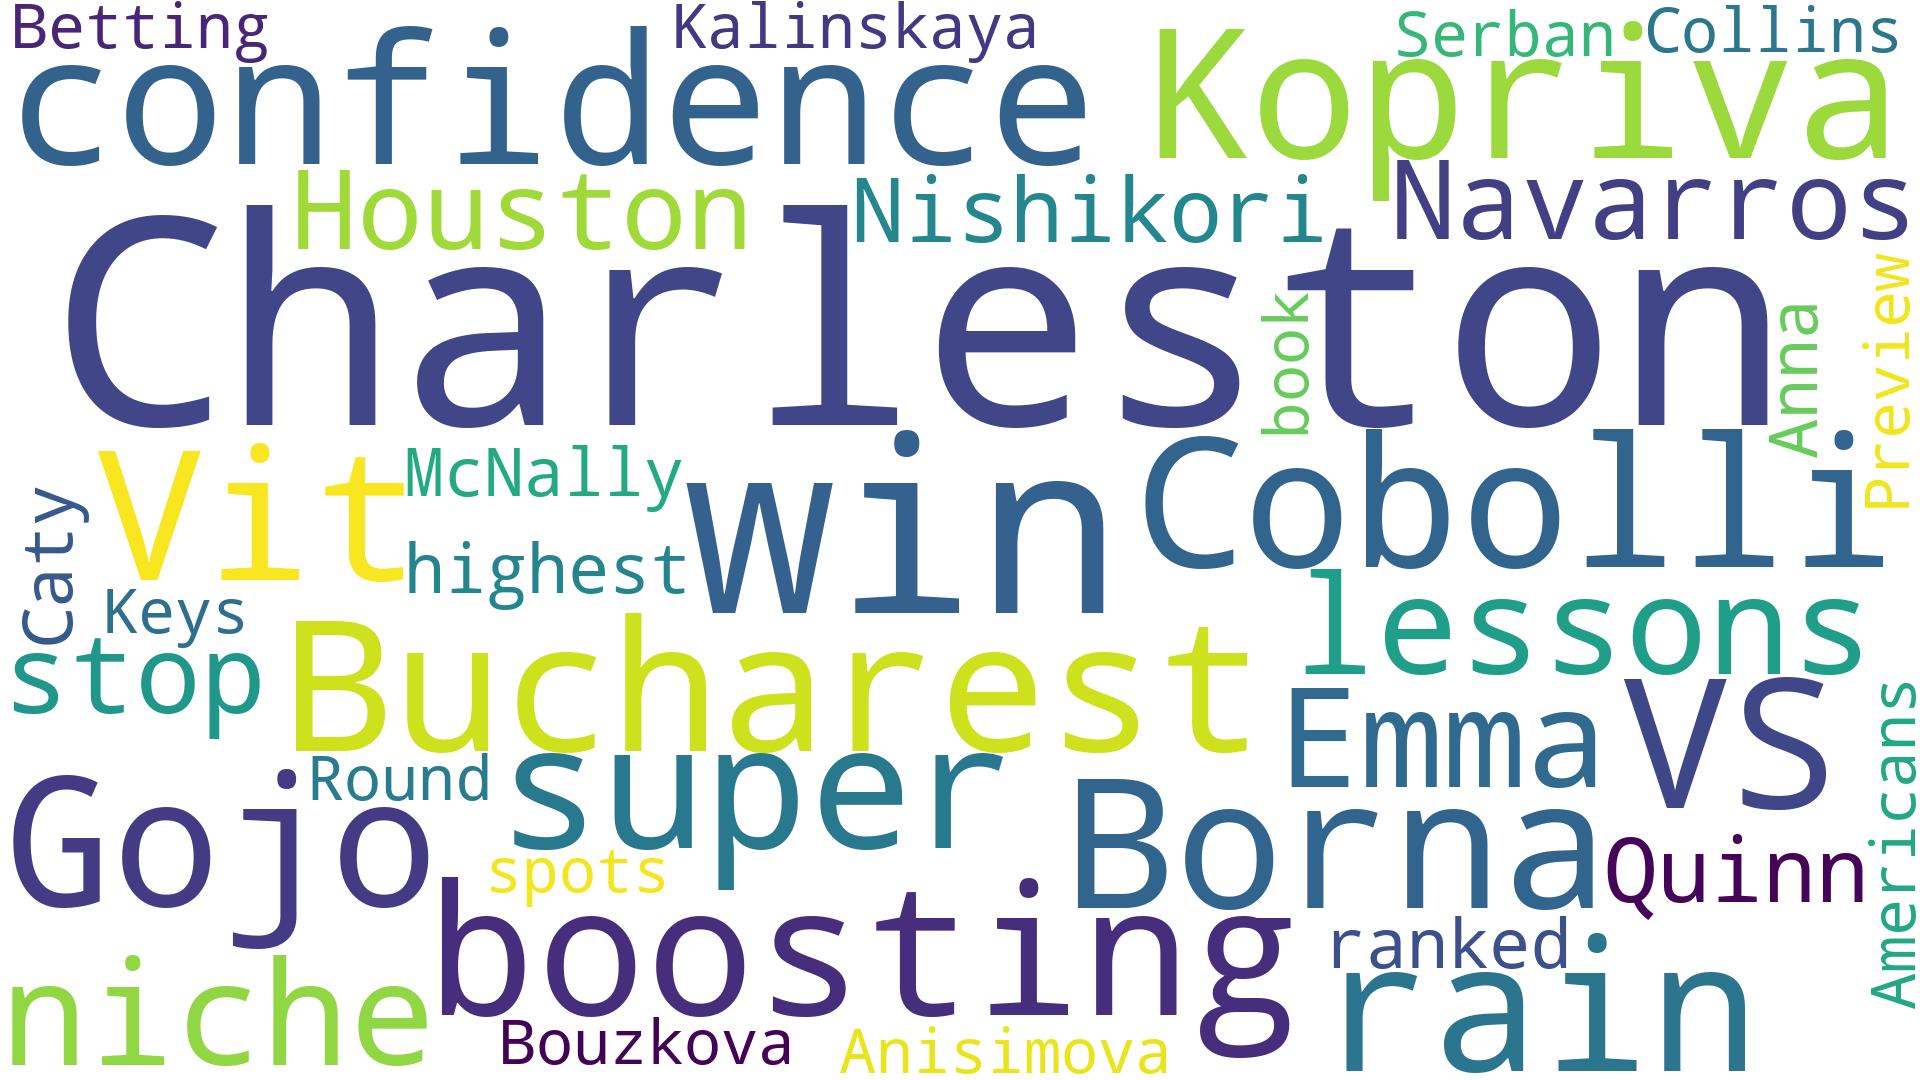 Betting
Kalinskaya
Serban
Collins
confidence
Kopriva
Houston
Nishikori
Navarros
Charleston
book
Anna
Preview
Vit
McNally
win
Cobolli
Caty
highest
Keys
lessons
stop
Bucharest
Emma
VS
Americans
Gojo
Round
super
Borna
Quinn
spots
boosting
ranked
niche
rain
Bouzkova
Anisimova